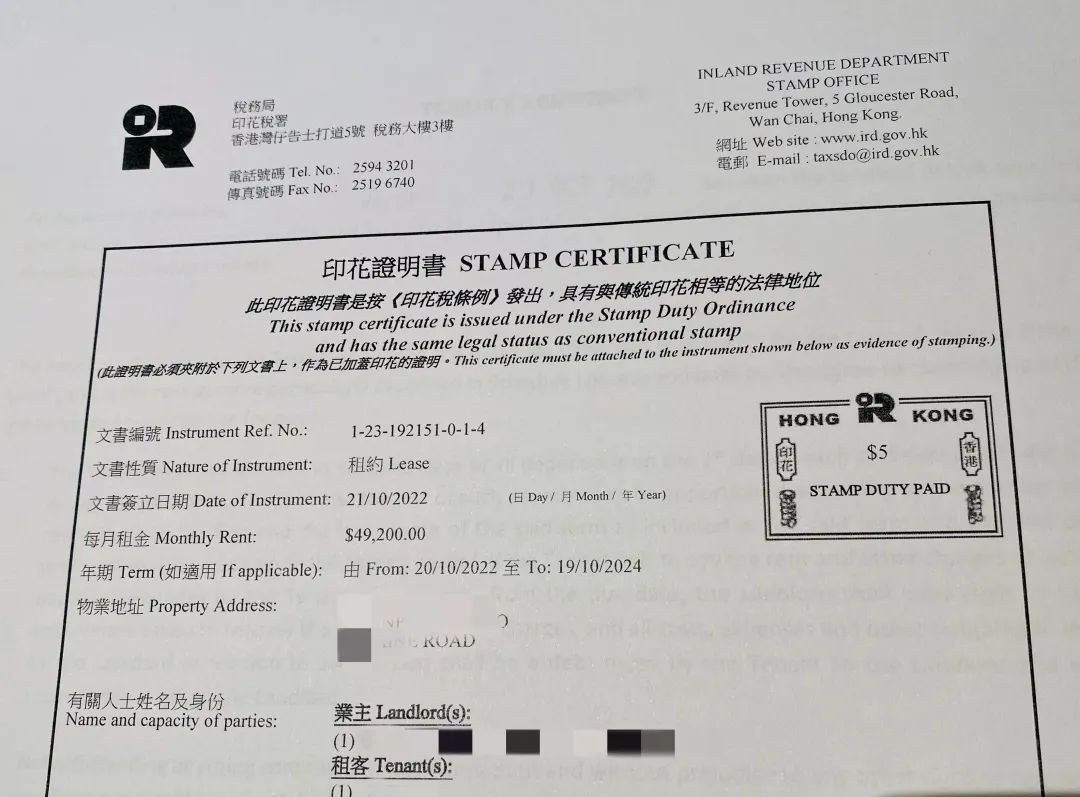 稅務局
印花稅署
香港灣仔告士打道5號 稅務大樓3樓
電話號碼 Tel. No.: 2594 3201
傳真號碼 Fax No.: 2519 6740
INLAND REVENUE DEPARTMENT
STAMP OFFICE
3/F, Revenue Tower, 5 Gloucester Road,
Wan Chai, Hong Kong.
網址 Web site : www.ird.gov.hk
電郵 E-mail : taxsdo@ird.gov.hk
印花證明書 STAMP CERTIFICATE
此印花證明書是按《印花稅條例》發出，具有與傳統印花相等的法律地位
This stamp certificate is issued under the Stamp Duty Ordinance
and has the same legal status as conventional stamp
(此證明書必須夾附於下列文書上，作為已加蓋印花的證明。This certificate must be attached to the instrument shown below as evidence of stamping.)
HONG KONG
印花
$5
香港
STAMP DUTY PAID
文書編號 Instrument Ref. No.: 1-23-192151-0-1-4
文書性質 Nature of Instrument: 租約 Lease
文書簽立日期 Date of Instrument: 21/10/2022 (日 Day / 月 Month / 年 Year)
每月租金 Monthly Rent: $49,200.00
年期 Term (如適用 If applicable): 由 From: 20/10/2022 至 To: 19/10/2024
物業地址 Property Address:
ROAD
有關人士姓名及身份
Name and capacity of parties:
業主 Landlord(s):
(1)
租客 Tenant(s):
(1)